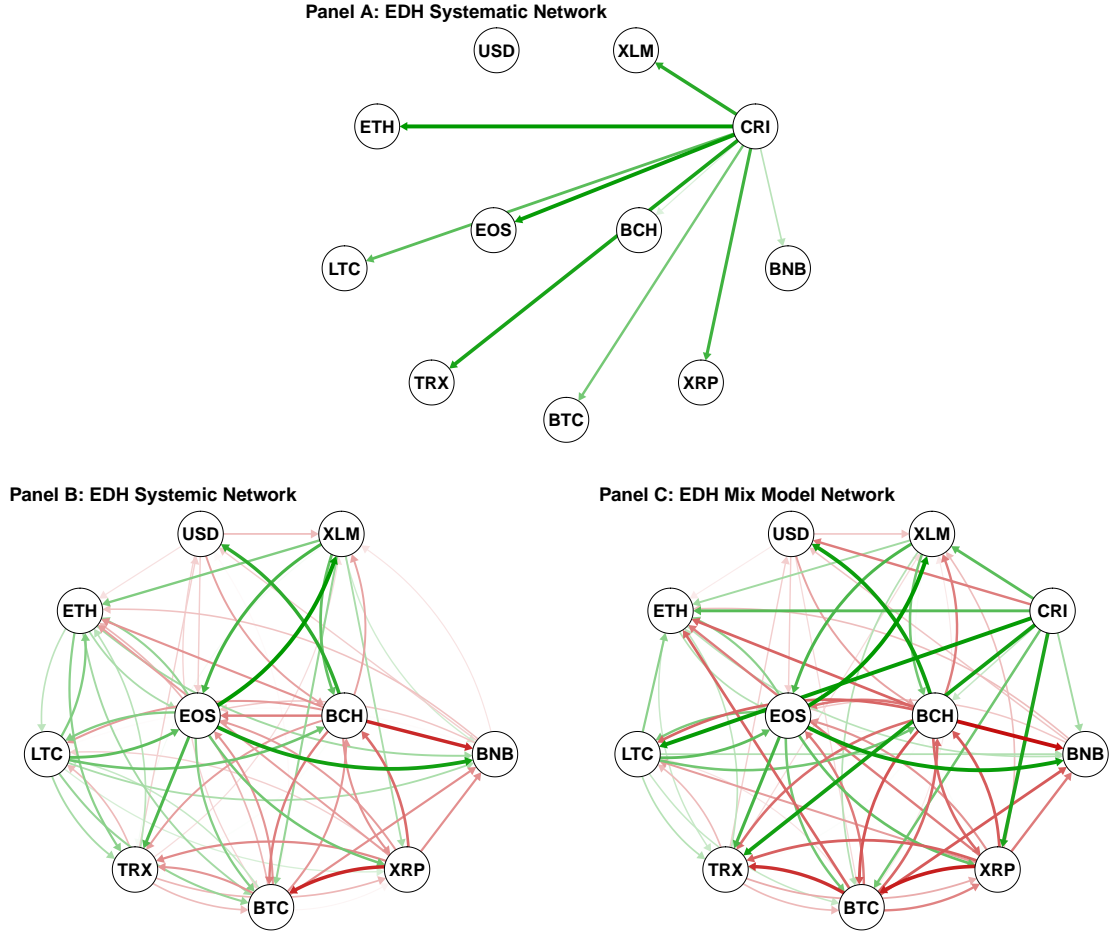 Panel A: EDH Systematic Network
USD
XLM
ETH
CRI
EOS
BCH
LTC
BNB
TRX
XRP
BTC
Panel B: EDH Systemic Network
USD
XLM
ETH
EOS
BCH
LTC
BNB
TRX
XRP
BTC
Panel C: EDH Mix Model Network
USD
XLM
ETH
CRI
EOS
BCH
LTC
BNB
TRX
XRP
BTC